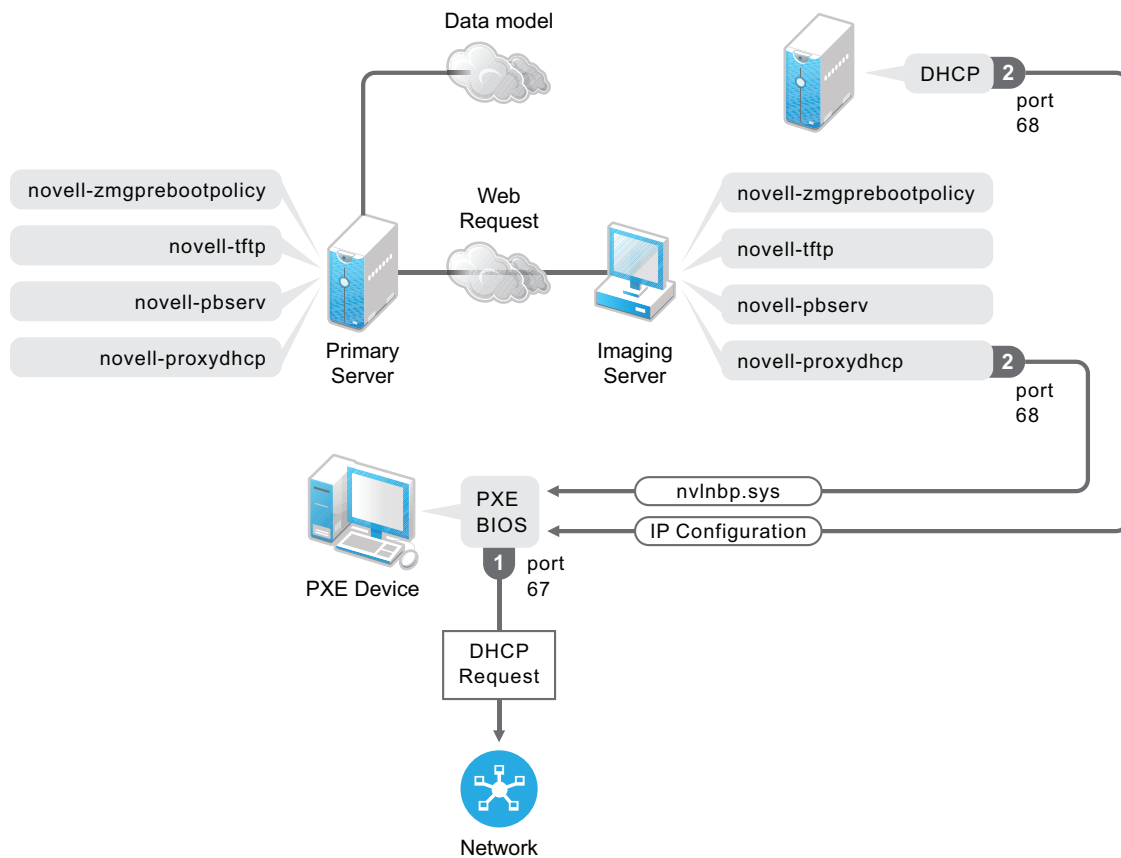 Data model
DHCP
2
port
68
novell-zmgprebootpolicy
novell-tftp
novell-pbserv
novell-proxydhcp
Web
Request
Primary
Server
Imaging
Server
novell-zmgprebootpolicy
novell-tftp
novell-pbserv
novell-proxydhcp
2
port
68
nvlnbp.sys
IP Configuration
PXE
BIOS
1
port
67
PXE Device
DHCP
Request
Network